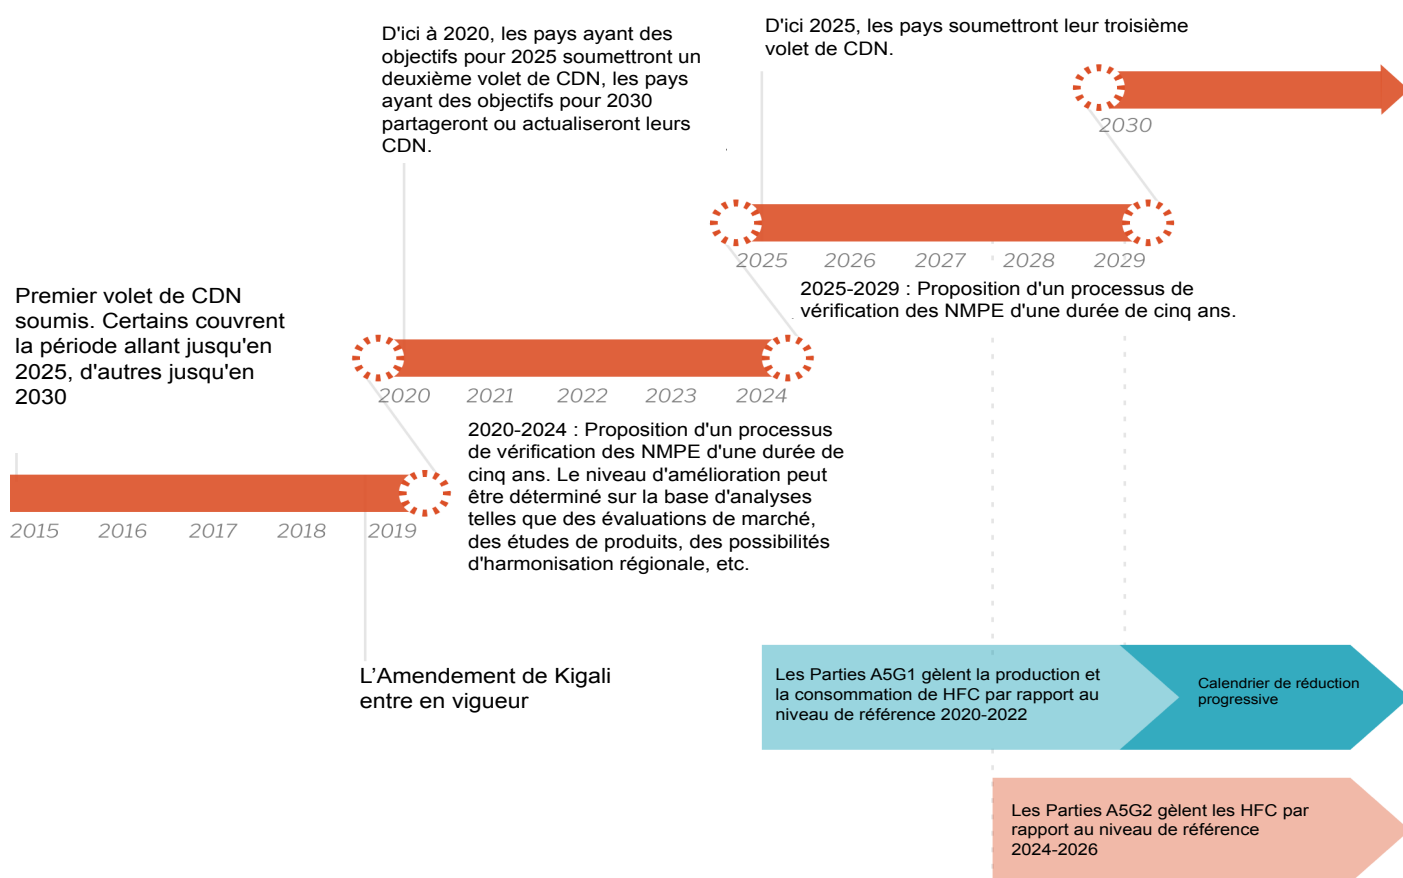 D'ici à 2020, les pays ayant des
objectifs pour 2025 soumettront un
deuxième volet de CDN, les pays
ayant des objectifs pour 2030
partageront ou actualiseront leurs
CDN.
D'ici 2025, les pays soumettront leur troisième
volet de CDN.
2030
2025 2026 2027 2028 2029
2025-2029 : Proposition d'un processus de
vérification des NMPE d'une durée de cinq ans.
Premier volet de CDN
soumis. Certains couvrent
la période allant jusqu'en
2025, d'autres jusqu'en
2030
2020 2021 2022 2023 2024
2020-2024 : Proposition d'un processus
de vérification des NMPE d'une durée de
cinq ans. Le niveau d'amélioration peut
être déterminé sur la base d'analyses
telles que des évaluations de marché,
des études de produits, des possibilités
d'harmonisation régionale, etc.
2015 2016 2017 2018 2019
L'Amendement de Kigali
entre en vigueur
Les Parties A5G1 gèlent la production et
la consommation de HFC par rapport au
niveau de référence 2020-2022
Calendrier de réduction
progressive
Les Parties A5G2 gèlent les HFC par
rapport au niveau de référence
2024-2026